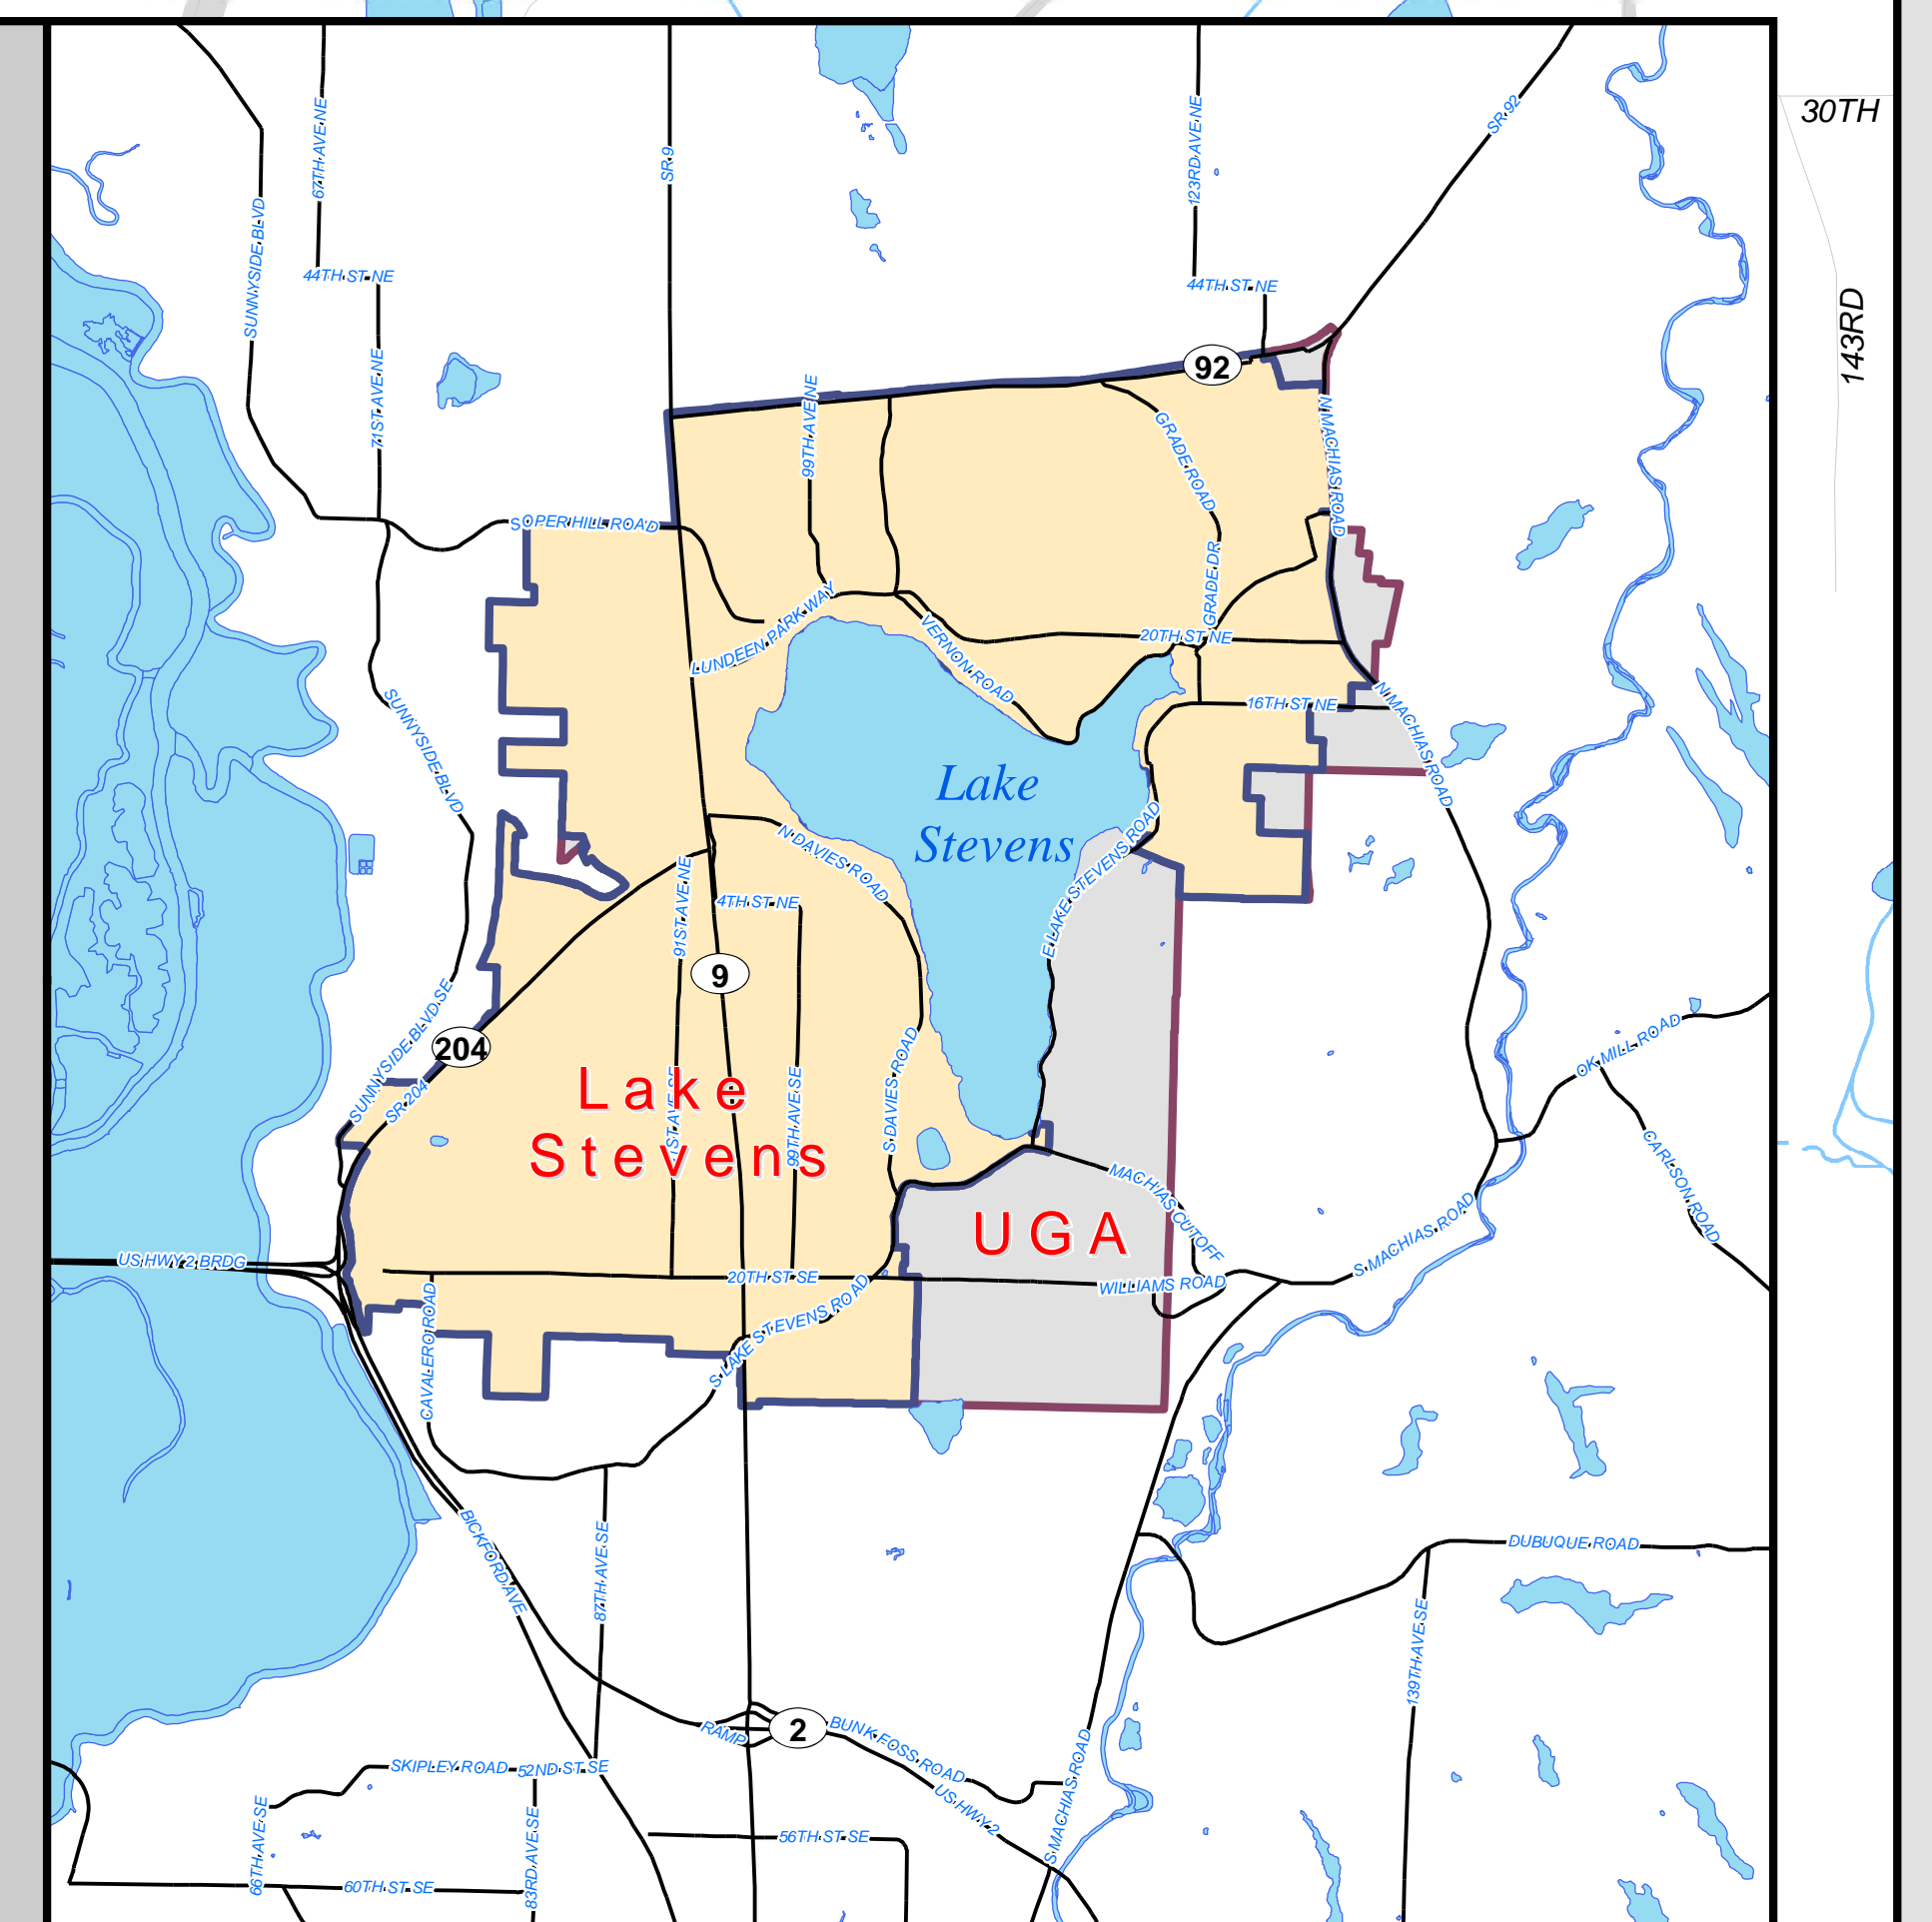 30TH
143RD
SR 92
67TH AVE NE
SR 9
123RD AVE NE
SUNNYSIDE BLVD
44TH ST NE
44TH ST NE
92
71ST AVE NE
99TH AVE NE
GRADE ROAD
N MACHIAS ROAD
SOPER HILL ROAD
GRADE DR
LUNDEEN PARK WAY
VERNON ROAD
20TH ST NE
16TH ST NE
N MACHIAS ROAD
SUNNYSIDE BLVD
Lake
Stevens
N DAVIES ROAD
E LAKE STEVENS ROAD
91ST AVE NE
4TH ST NE
9
SUNNYSIDE BLVD SE
204
SR 204
OK MILL ROAD
Lake
Stevens
99TH AVE SE
S DAVIES ROAD
CARLSON ROAD
MACHIAS CUTOFF
UGA
S MACHIAS ROAD
US HWY 2 BRDG
20TH ST SE
WILLIAMS ROAD
CAVALERO ROAD
S LAKE STEVENS ROAD
BICKFORD AVE
87TH AVE SE
DUBUQUE ROAD
139TH AVE SE
RAMP
2
BUNK FOSS ROAD
US HWY 2
S MACHIAS ROAD
SKIPLEY ROAD
52ND ST SE
66TH AVE SE
83RD AVE SE
56TH ST SE
60TH ST SE